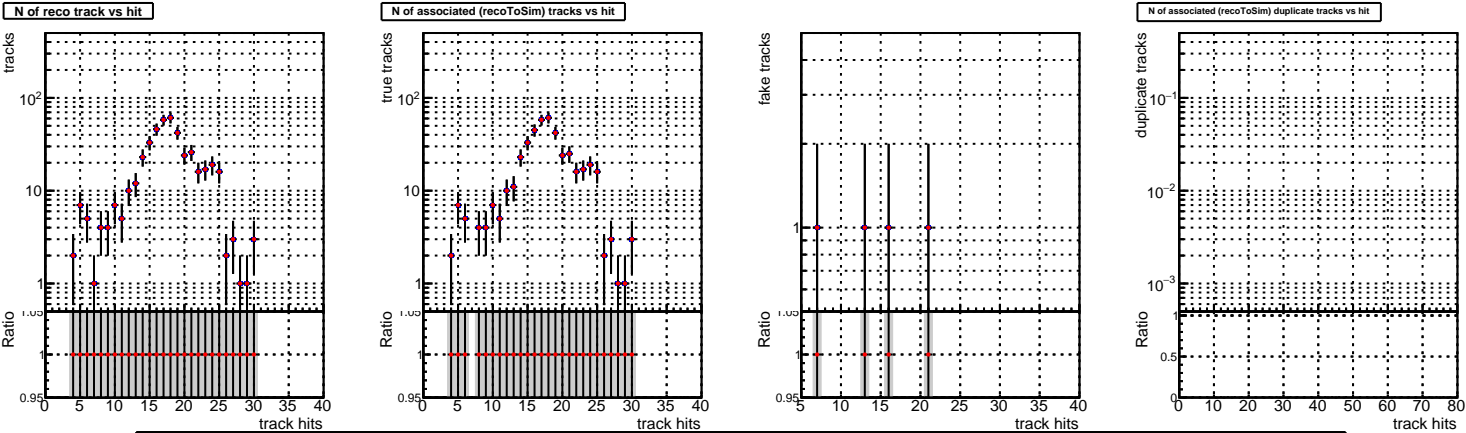 N of reco track vs hit
tracks
10²
10
1
1.05
Ratio
1
0.95
0 5 10 15 20 25 30 35 40
track hits
N of associated (recoToSim) tracks vs hit
true tracks
10²
10
1
1.05
Ratio
1
0.95
0 5 10 15 20 25 30 35 40
track hits
fake tracks
1
1.05
Ratio
1
0.95
5 10 15 20 25 30 35 40
track hits
N of associated (recoToSim) duplicate tracks vs hit
duplicate tracks
10⁻¹
10⁻²
10⁻³
Ratio
1
0.5
0
0 10 20 30 40 50 60 70 80
track hits